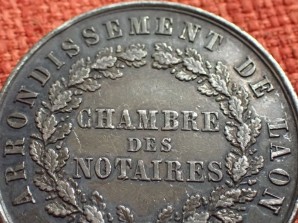 ARRONDISSEMENT DE LAON
CHAMBRE
DES
NOTAIRES